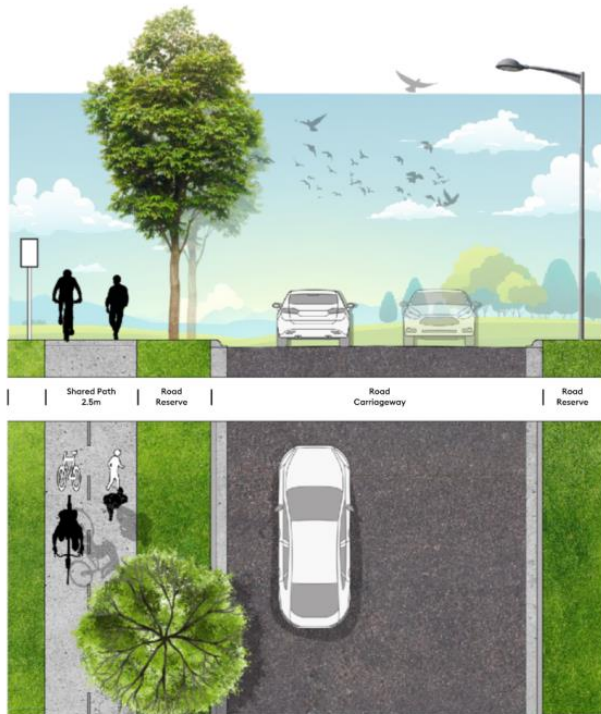 Shared Path
2.5m
Road
Reserve
Road
Carriageway
Road
Reserve